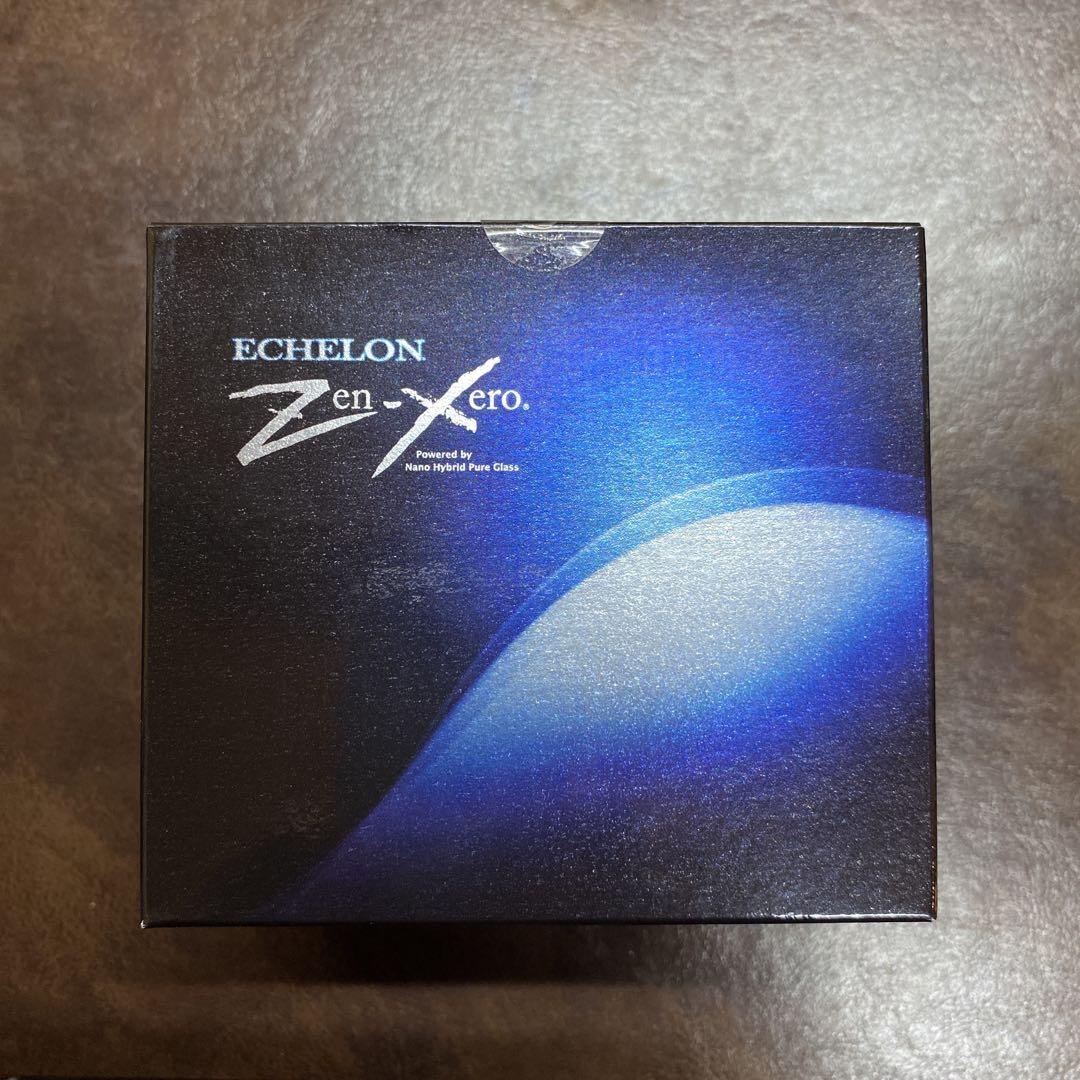 ECHELON
Zen-Xero®
Powered by
Nano Hybrid Pure Glass